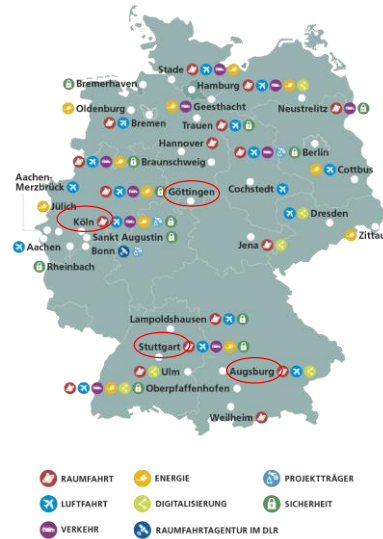 Stade
Bremerhaven
Hamburg
Oldenburg
Geesthacht
Neustrelitz
Bremen
Trauen
Hannover
Berlin
Braunschweig
Cottbus
Aachen-
Merzbrück
Göttingen
Cochstedt
Jülich
Köln
Dresden
Sankt Augustin
Zittau
Aachen
Bonn
Jena
Rheinbach
Lampoldshausen
Stuttgart
Ulm
Augsburg
Oberpfaffenhofen
Weilheim
RAUMFAHRT
ENERGIE
PROJEKTTRÄGER
LUFTFAHRT
DIGITALISIERUNG
SICHERHEIT
VERKEHR
RAUMFAHRTAGENTUR IM DLR